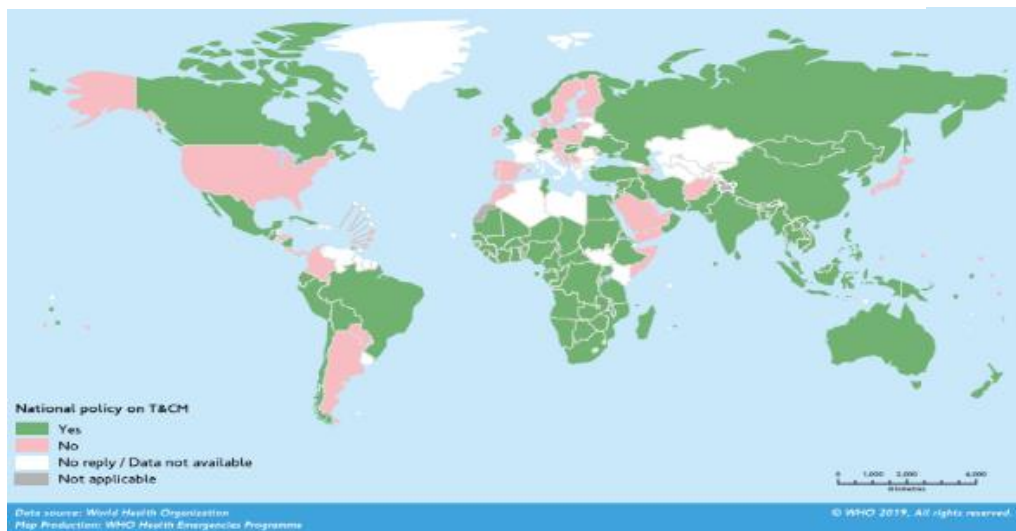 National policy on T&CM
Yes
No
No reply / Data not available
Not applicable
0 1,000 2,000 4,000
Kilometres
Data source: World Health Organization
Map Production: WHO Health Emergencies Programme
© WHO 2019, All rights reserved.